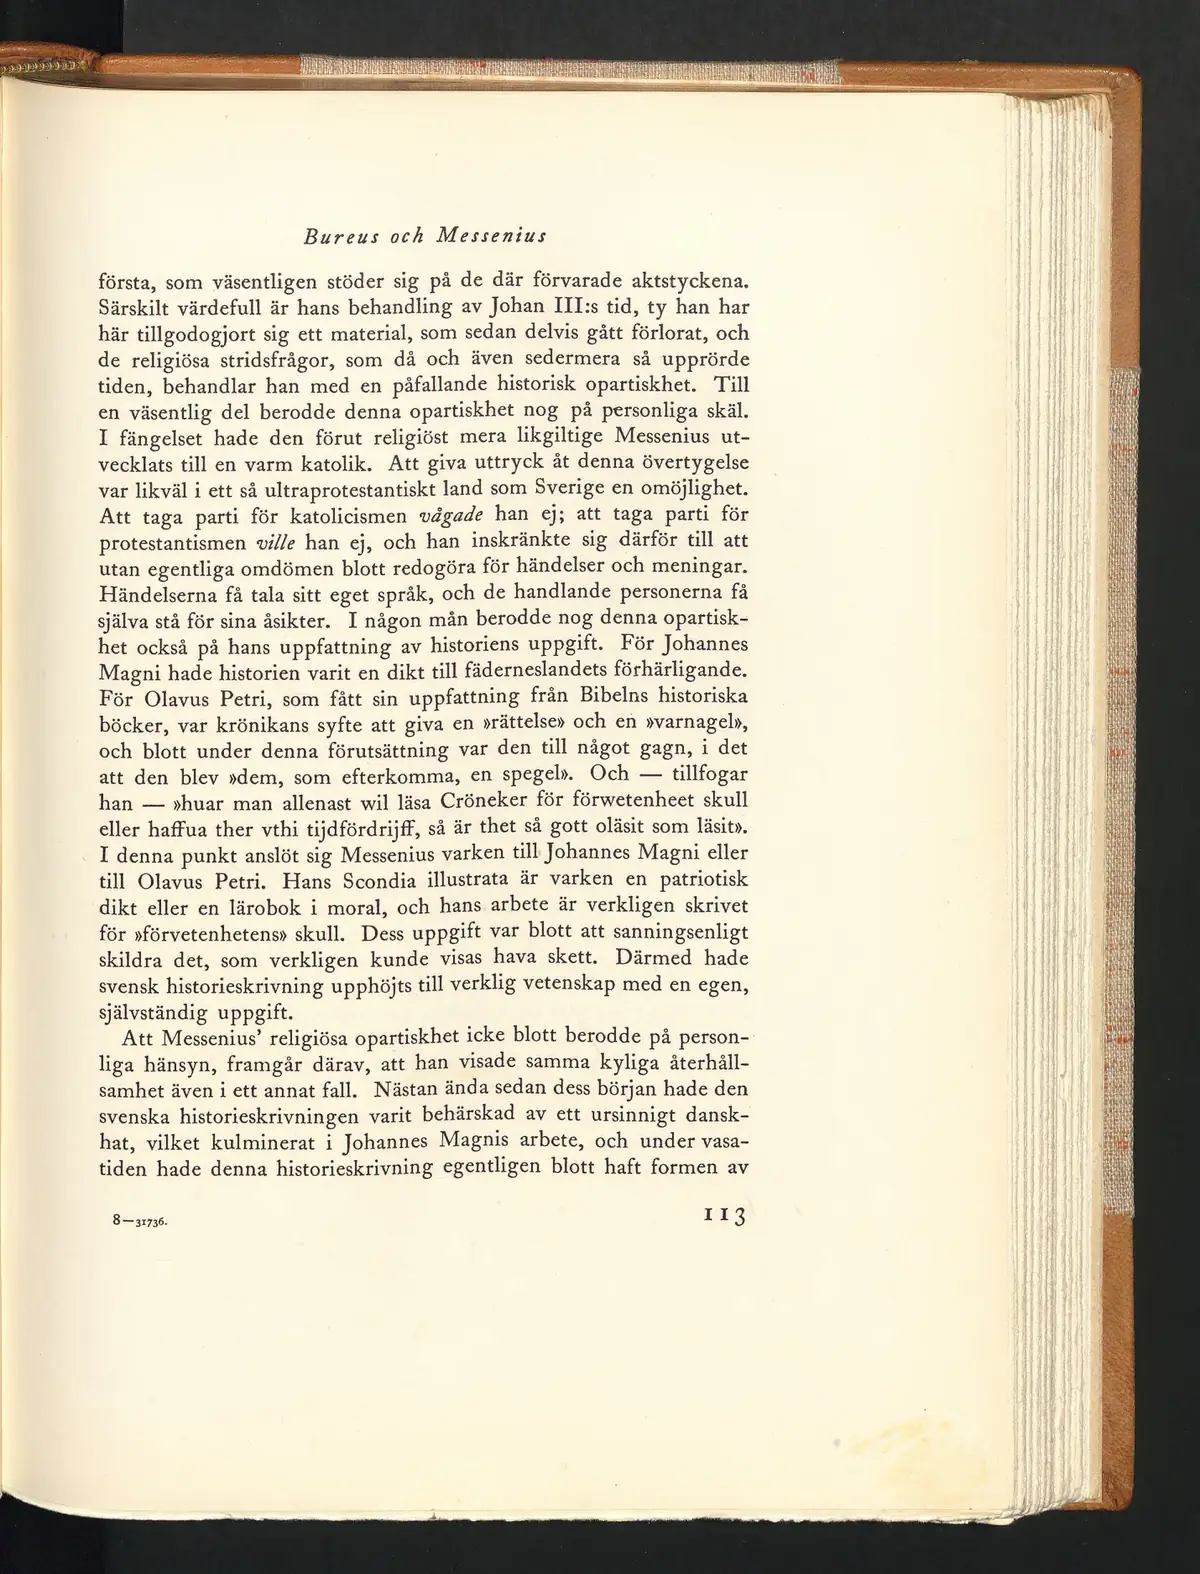 Bureus och Messenius
första, som väsentligen stöder sig på de där förvarade aktstyckena.
Särskilt värdefull är hans behandling av Johan III:s tid, ty han har
här tillgodogjort sig ett material, som sedan delvis gått förlorat, och
de religiösa stridsfrågor, som då och även sedermera så upprörde
tiden, behandlar han med en påfallande historisk opartiskhet. Till
en väsentlig del berodde denna opartiskhet nog på personliga skäl.
I fängelset hade den förut religiöst mera likgiltige Messenius ut-
vecklats till en varm katolik. Att giva uttryck åt denna övertygelse
var likväl i ett så ultraprotestantiskt land som Sverige en omöjlighet.
Att taga parti för katolicismen vågade han ej; att taga parti för
protestantismen ville han ej, och han inskränkte sig därför till att
utan egentliga omdömen blott redogöra för händelser och meningar.
Händelserna få tala sitt eget språk, och de handlande personerna få
själva stå för sina åsikter. I någon mån berodde nog denna opartisk-
het också på hans uppfattning av historiens uppgift. För Johannes
Magni hade historien varit en dikt till fäderneslandets förhärligande.
För Olavus Petri, som fått sin uppfattning från Bibelns historiska
böcker, var krönikans syfte att giva en »rättelse» och en »varnagel»,
och blott under denna förutsättning var den till något gagn, i det
att den blev »dem, som efterkomma, en spegel». Och — tillfogar
han — »huar man allenast wil läsa Cröneker för förwetenheet skull
eller haffua ther vthi tijdfördrijff, så är thet så gott oläsit som läsit».
I denna punkt anslöt sig Messenius varken till Johannes Magni eller
till Olavus Petri. Hans Scondia illustrata är varken en patriotisk
dikt eller en lärobok i moral, och hans arbete är verkligen skrivet
för »förvetenhetens» skull. Dess uppgift var blott att sanningsenligt
skildra det, som verkligen kunde visas hava skett. Därmed hade
svensk historieskrivning upphöjts till verklig vetenskap med en egen,
självständig uppgift.
Att Messenius’ religiösa opartiskhet icke blott berodde på person-
liga hänsyn, framgår därav, att han visade samma kyliga återhåll-
samhet även i ett annat fall. Nästan ända sedan dess början hade den
svenska historieskrivningen varit behärskad av ett ursinnigt dansk-
hat, vilket kulminerat i Johannes Magnis arbete, och under vasa-
tiden hade denna historieskrivning egentligen blott haft formen av
8—31736.
113